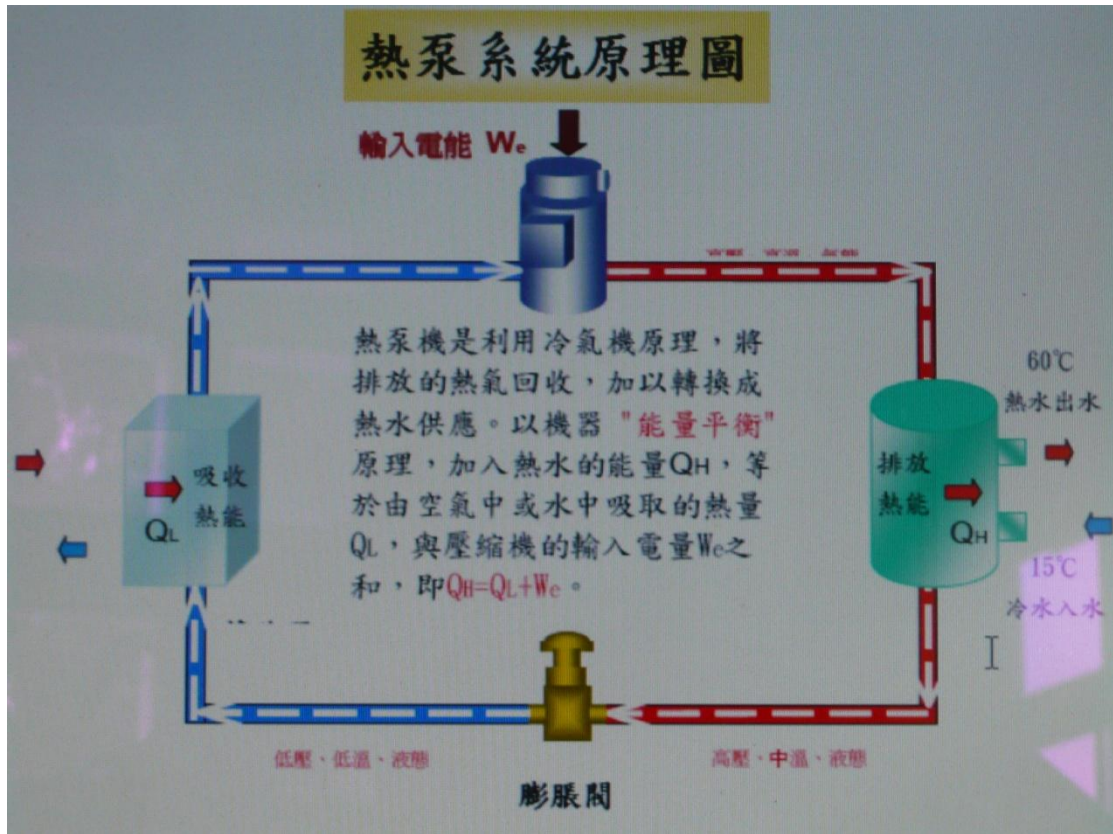 熱泵系統原理圖
輸入電能 We
高壓、高溫、氣態
熱泵機是利用冷氣機原理，將
排放的熱氣回收，加以轉換成
熱水供應。以機器 "能量平衡"
原理，加入熱水的能量QH，等
於由空氣中或水中吸取的熱量
QL，與壓縮機的輸入電量We之
和，即QH=QL+We。
吸收
熱能
QL
排放
熱能
QH
60℃
熱水出水
15℃
冷水入水
低壓、低溫、液態
高壓、中溫、液態
膨脹閥